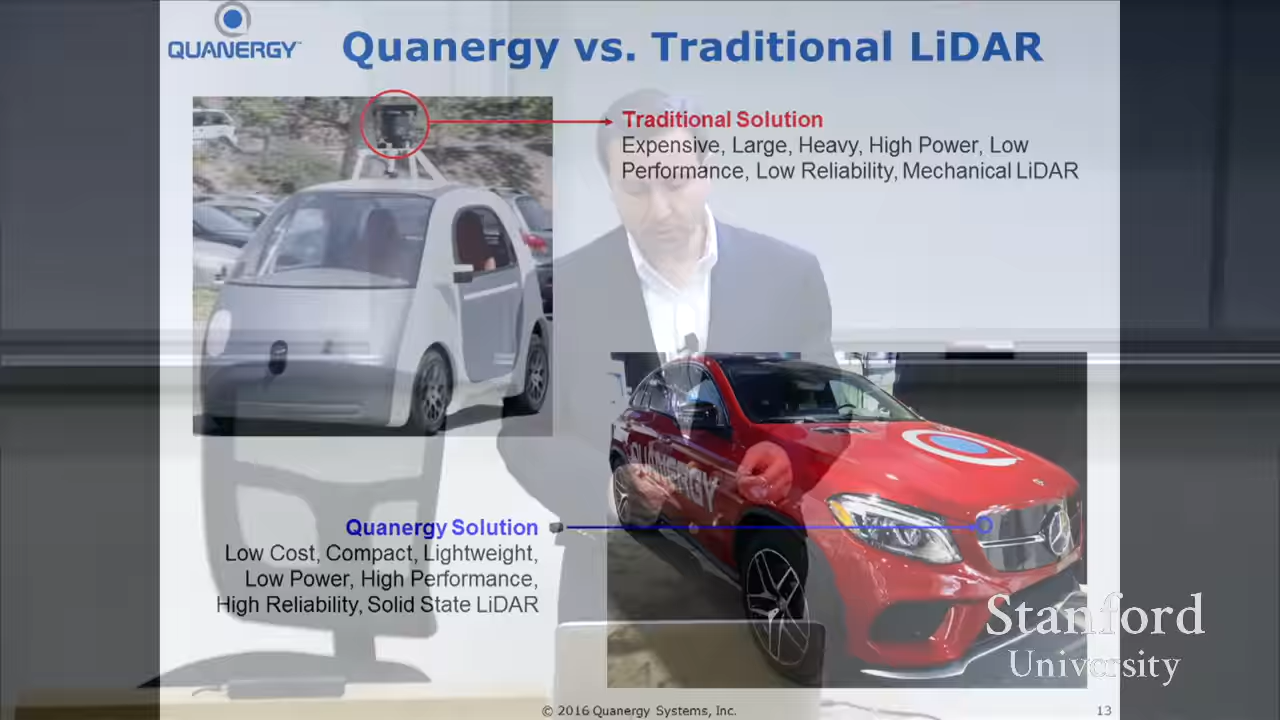 QUANERGY
Quanergy vs. Traditional LiDAR
Traditional Solution
Expensive, Large, Heavy, High Power, Low
Performance, Low Reliability, Mechanical LiDAR
QUANERGY
Quanergy Solution
Low Cost, Compact, Lightweight,
Low Power, High Performance,
High Reliability, Solid State LiDAR
Stanford
University
© 2016 Quanergy Systems, Inc.
13